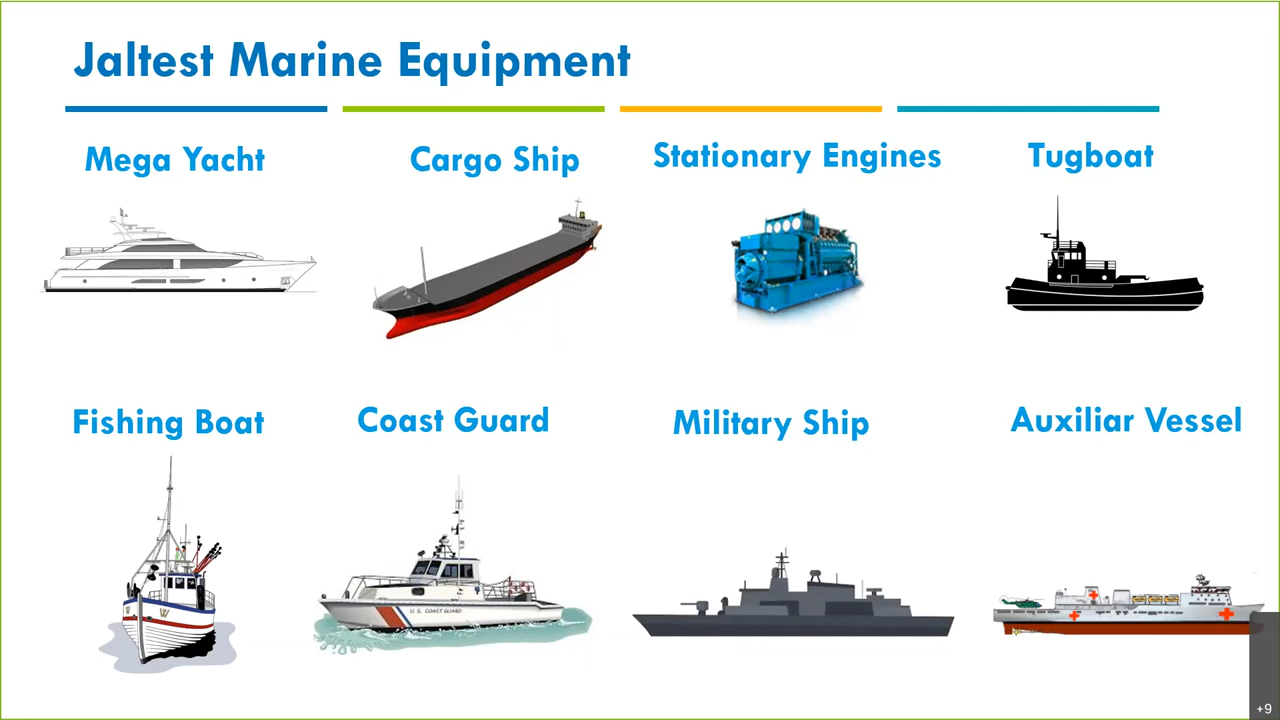 Jaltest Marine Equipment
Mega Yacht
Cargo Ship
Stationary Engines
Tugboat
Fishing Boat
Coast Guard
Military Ship
Auxiliar Vessel
U.S. COAST GUARD
+9